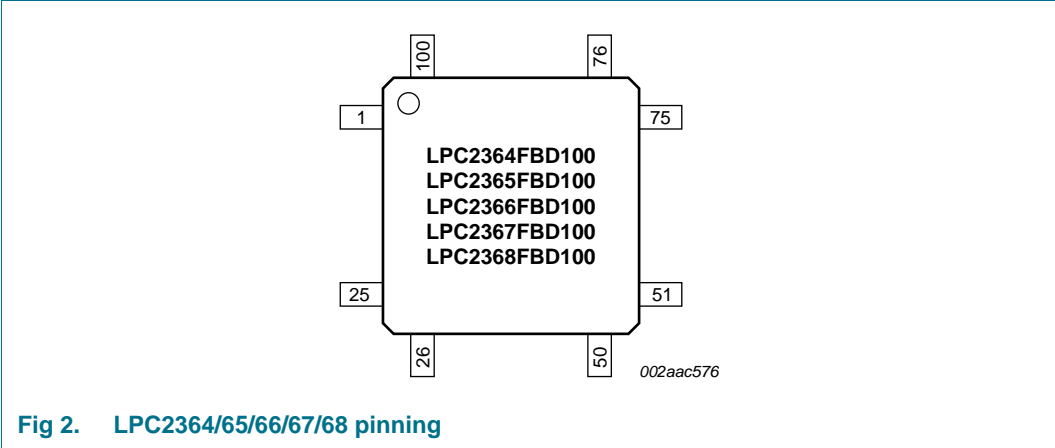 100
76
1
75
LPC2364FBD100
LPC2365FBD100
LPC2366FBD100
LPC2367FBD100
LPC2368FBD100
25
51
26
50
002aac576
Fig 2. LPC2364/65/66/67/68 pinning